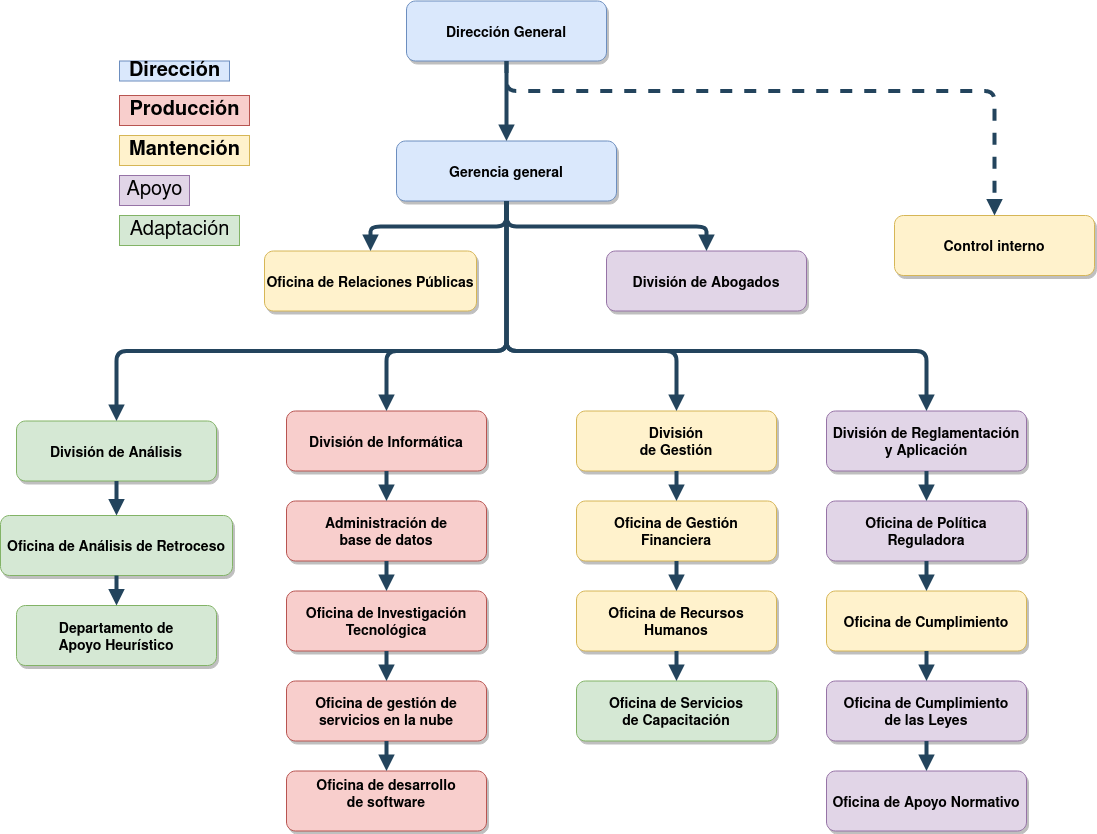 Dirección General
Dirección
Producción
Mantención
Apoyo
Adaptación
Gerencia general
Control interno
Oficina de Relaciones Públicas
División de Abogados
División de Análisis
Oficina de Análisis de Retroceso
Departamento de
Apoyo Heurístico
División de Informática
Administración de
base de datos
Oficina de Investigación
Tecnológica
Oficina de gestión de
servicios en la nube
Oficina de desarrollo
de software
División
de Gestión
Oficina de Gestión
Financiera
Oficina de Recursos
Humanos
Oficina de Servicios
de Capacitación
División de Reglamentación
y Aplicación
Oficina de Política
Reguladora
Oficina de Cumplimiento
Oficina de Cumplimiento
de las Leyes
Oficina de Apoyo Normativo